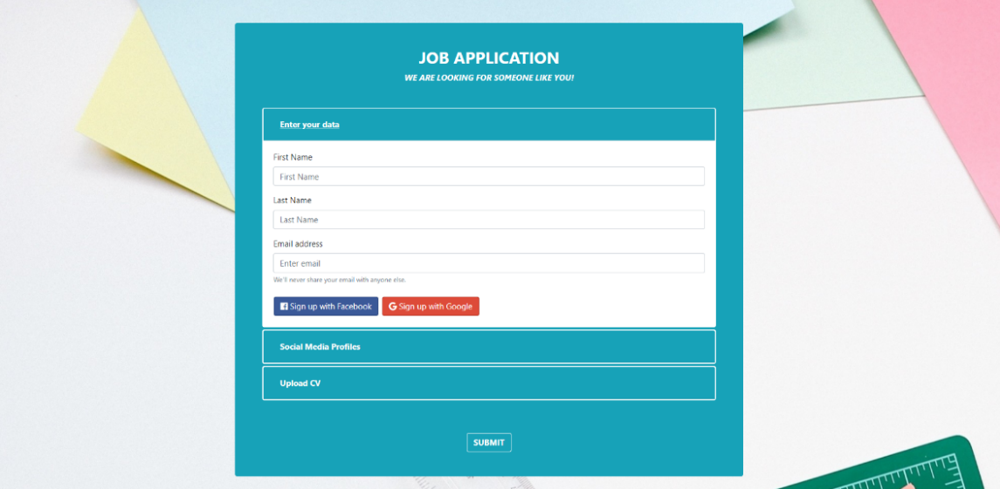 JOB APPLICATION
WE ARE LOOKING FOR SOMEONE LIKE YOU!
Enter your data
First Name
First Name
Last Name
Last Name
Email address
Enter email
We'll never share your email with anyone else.
Sign up with Facebook Sign up with Google
Social Media Profiles
Upload CV
SUBMIT